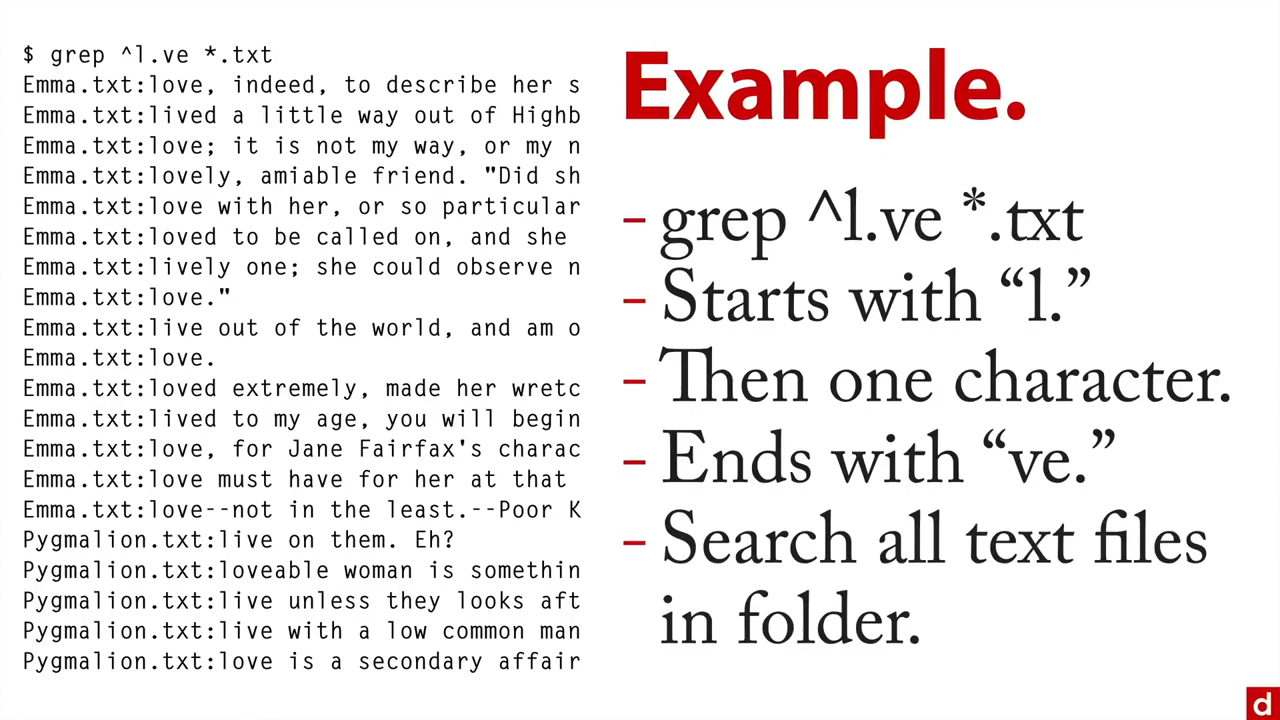 $ grep ^l.ve *.txt
Emma.txt:love, indeed, to describe her s
Emma.txt:lived a little way out of Highb
Emma.txt:love; it is not my way, or my n
Emma.txt:lovely, amiable friend. "Did sh
Emma.txt:love with her, or so particular
Emma.txt:loved to be called on, and she
Emma.txt:lively one; she could observe n
Emma.txt:love."
Emma.txt:live out of the world, and am o
Emma.txt:love.
Emma.txt:loved extremely, made her wretc
Emma.txt:lived to my age, you will begin
Emma.txt:love, for Jane Fairfax's charac
Emma.txt:love must have for her at that
Emma.txt:love--not in the least.--Poor K
Pygmalion.txt:live on them. Eh?
Pygmalion.txt:loveable woman is somethin
Pygmalion.txt:live unless they looks aft
Pygmalion.txt:live with a low common man
Pygmalion.txt:love is a secondary affair
Example.
– grep ^l.ve *.txt
– Starts with “l.”
– Then one character.
– Ends with “ve.”
– Search all text files
in folder.
d